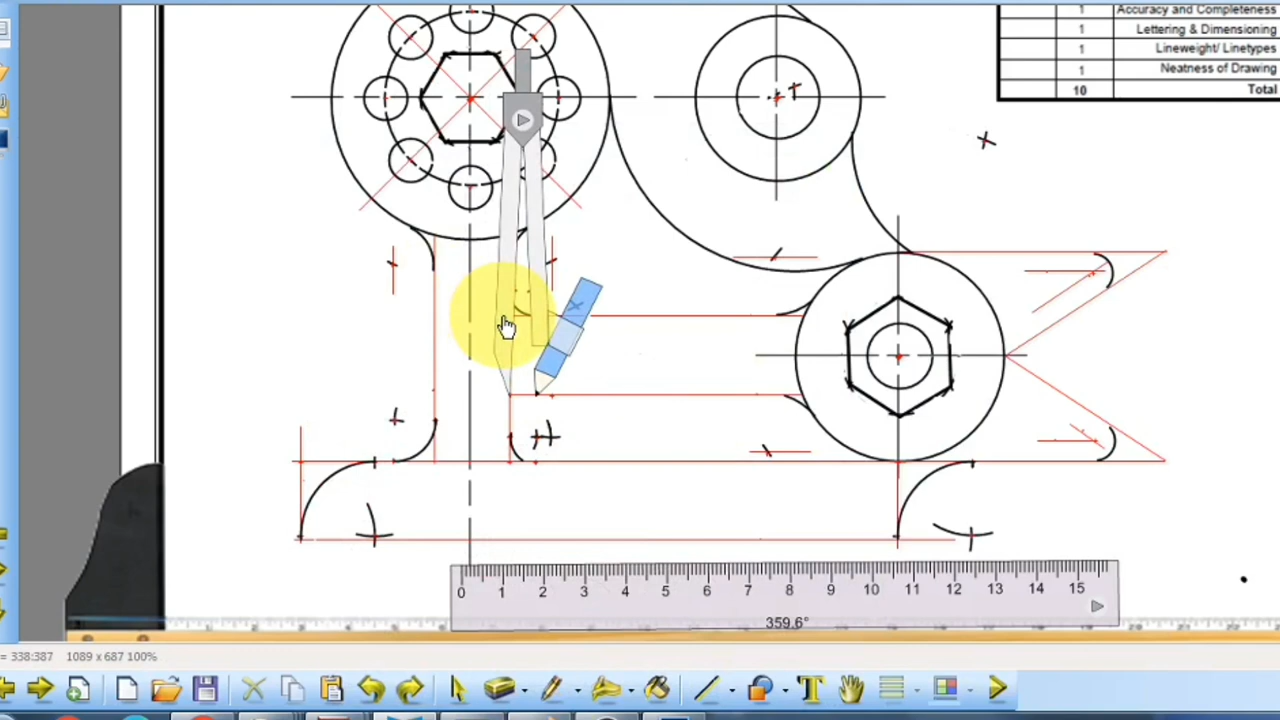 1 Accuracy and Completeness
1 Lettering & Dimensioning
1 Lineweight/ Linetypes
1 Neatness of Drawing
10 Total
0 1 2 3 4 5 6 7 8 9 10 11 12 13 14 15
359.6°
= 338:387 1089 x 687 100%
T